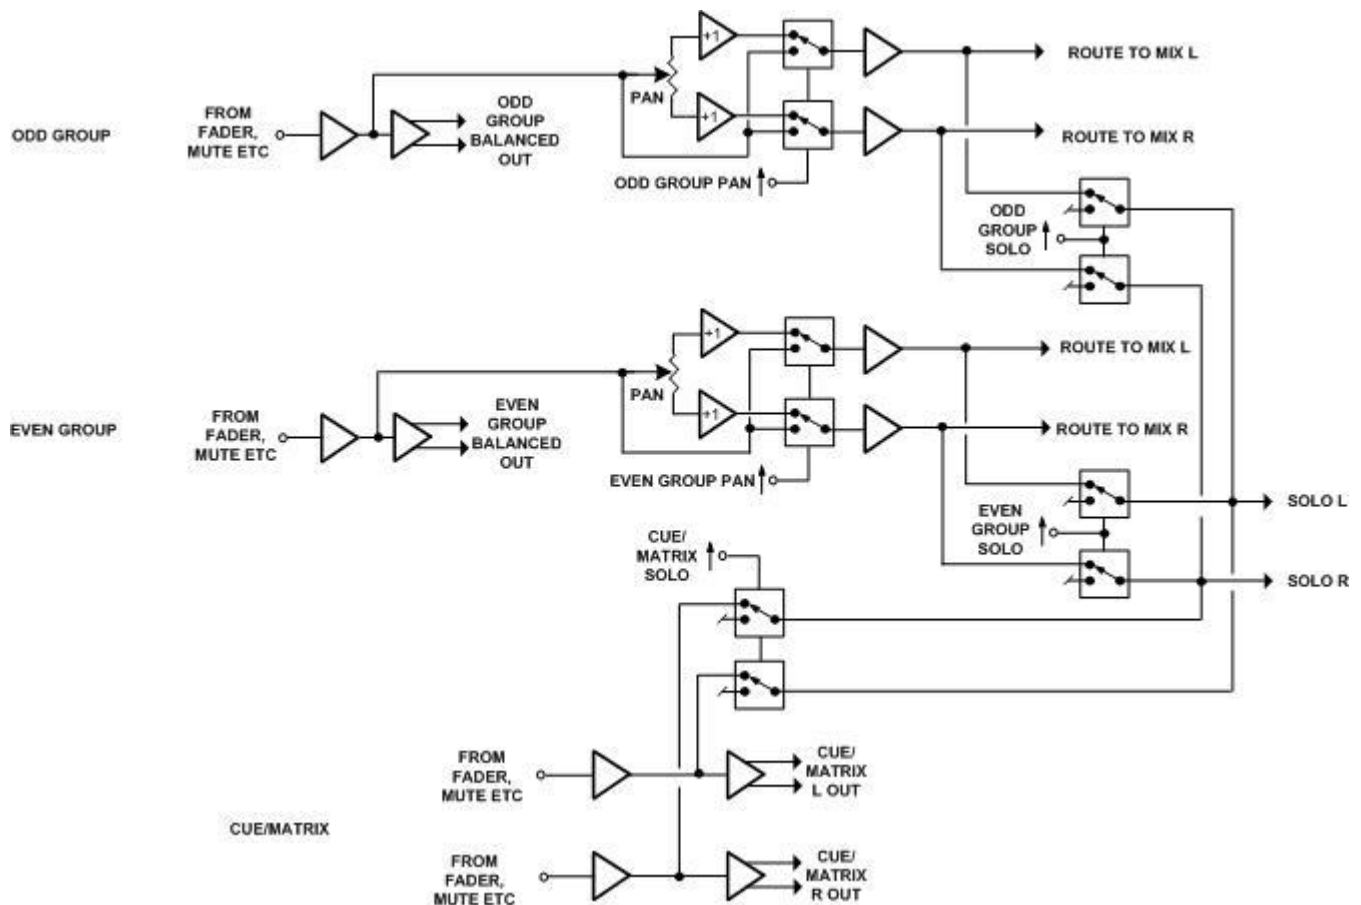 ODD GROUP
FROM
FADER,
MUTE ETC
ODD
GROUP
BALANCED
OUT
PAN
+1
+1
ROUTE TO MIX L
ROUTE TO MIX R
ODD GROUP PAN
ODD
GROUP
SOLO
EVEN GROUP
FROM
FADER,
MUTE ETC
EVEN
GROUP
BALANCED
OUT
PAN
+1
+1
ROUTE TO MIX L
ROUTE TO MIX R
EVEN GROUP PAN
EVEN
GROUP
SOLO
SOLO L
SOLO R
CUE/
MATRIX
SOLO
CUE/MATRIX
FROM
FADER,
MUTE ETC
CUE/
MATRIX
L OUT
FROM
FADER,
MUTE ETC
CUE/
MATRIX
R OUT